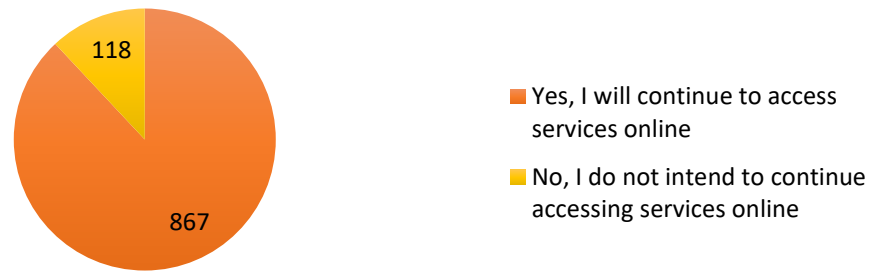 118
867
Yes, I will continue to access
services online
No, I do not intend to continue
accessing services online